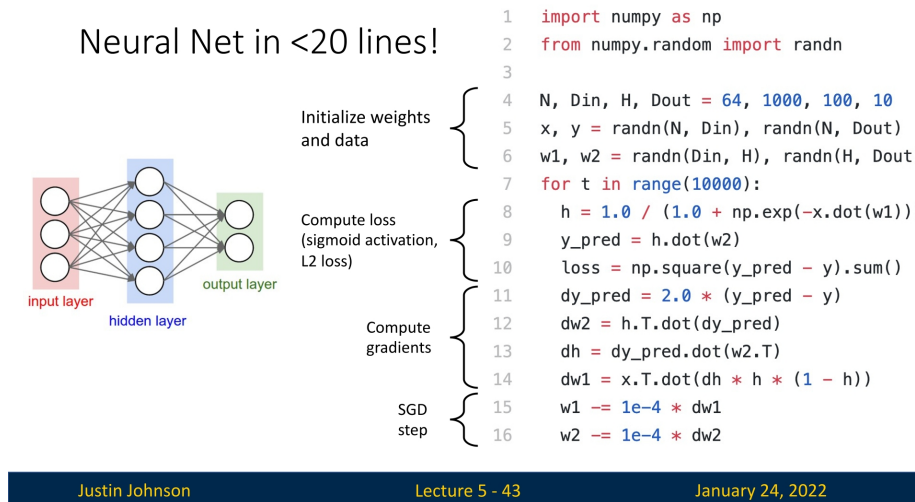 Neural Net in <20 lines!
input layer
hidden layer
output layer
Initialize weights
and data
Compute loss
(sigmoid activation,
L2 loss)
Compute
gradients
SGD
step
1 import numpy as np
2 from numpy.random import randn
3
4 N, Din, H, Dout = 64, 1000, 100, 10
5 x, y = randn(N, Din), randn(N, Dout)
6 w1, w2 = randn(Din, H), randn(H, Dout
7 for t in range(10000):
8 h = 1.0 / (1.0 + np.exp(-x.dot(w1))
9 y_pred = h.dot(w2)
10 loss = np.square(y_pred - y).sum()
11 dy_pred = 2.0 * (y_pred - y)
12 dw2 = h.T.dot(dy_pred)
13 dh = dy_pred.dot(w2.T)
14 dw1 = x.T.dot(dh * h * (1 - h))
15 w1 -= 1e-4 * dw1
16 w2 -= 1e-4 * dw2
Justin Johnson
Lecture 5 - 43
January 24, 2022